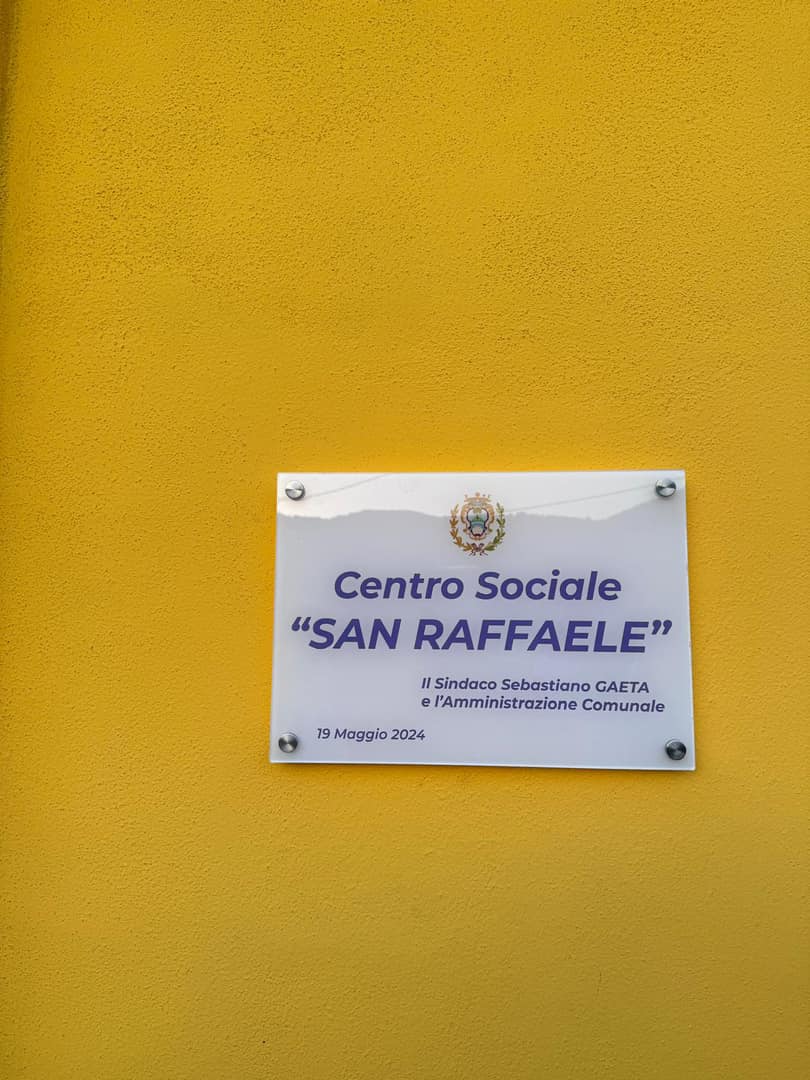 Centro Sociale
“SAN RAFFAELE”
Il Sindaco Sebastiano GAETA
e l’Amministrazione Comunale
19 Maggio 2024